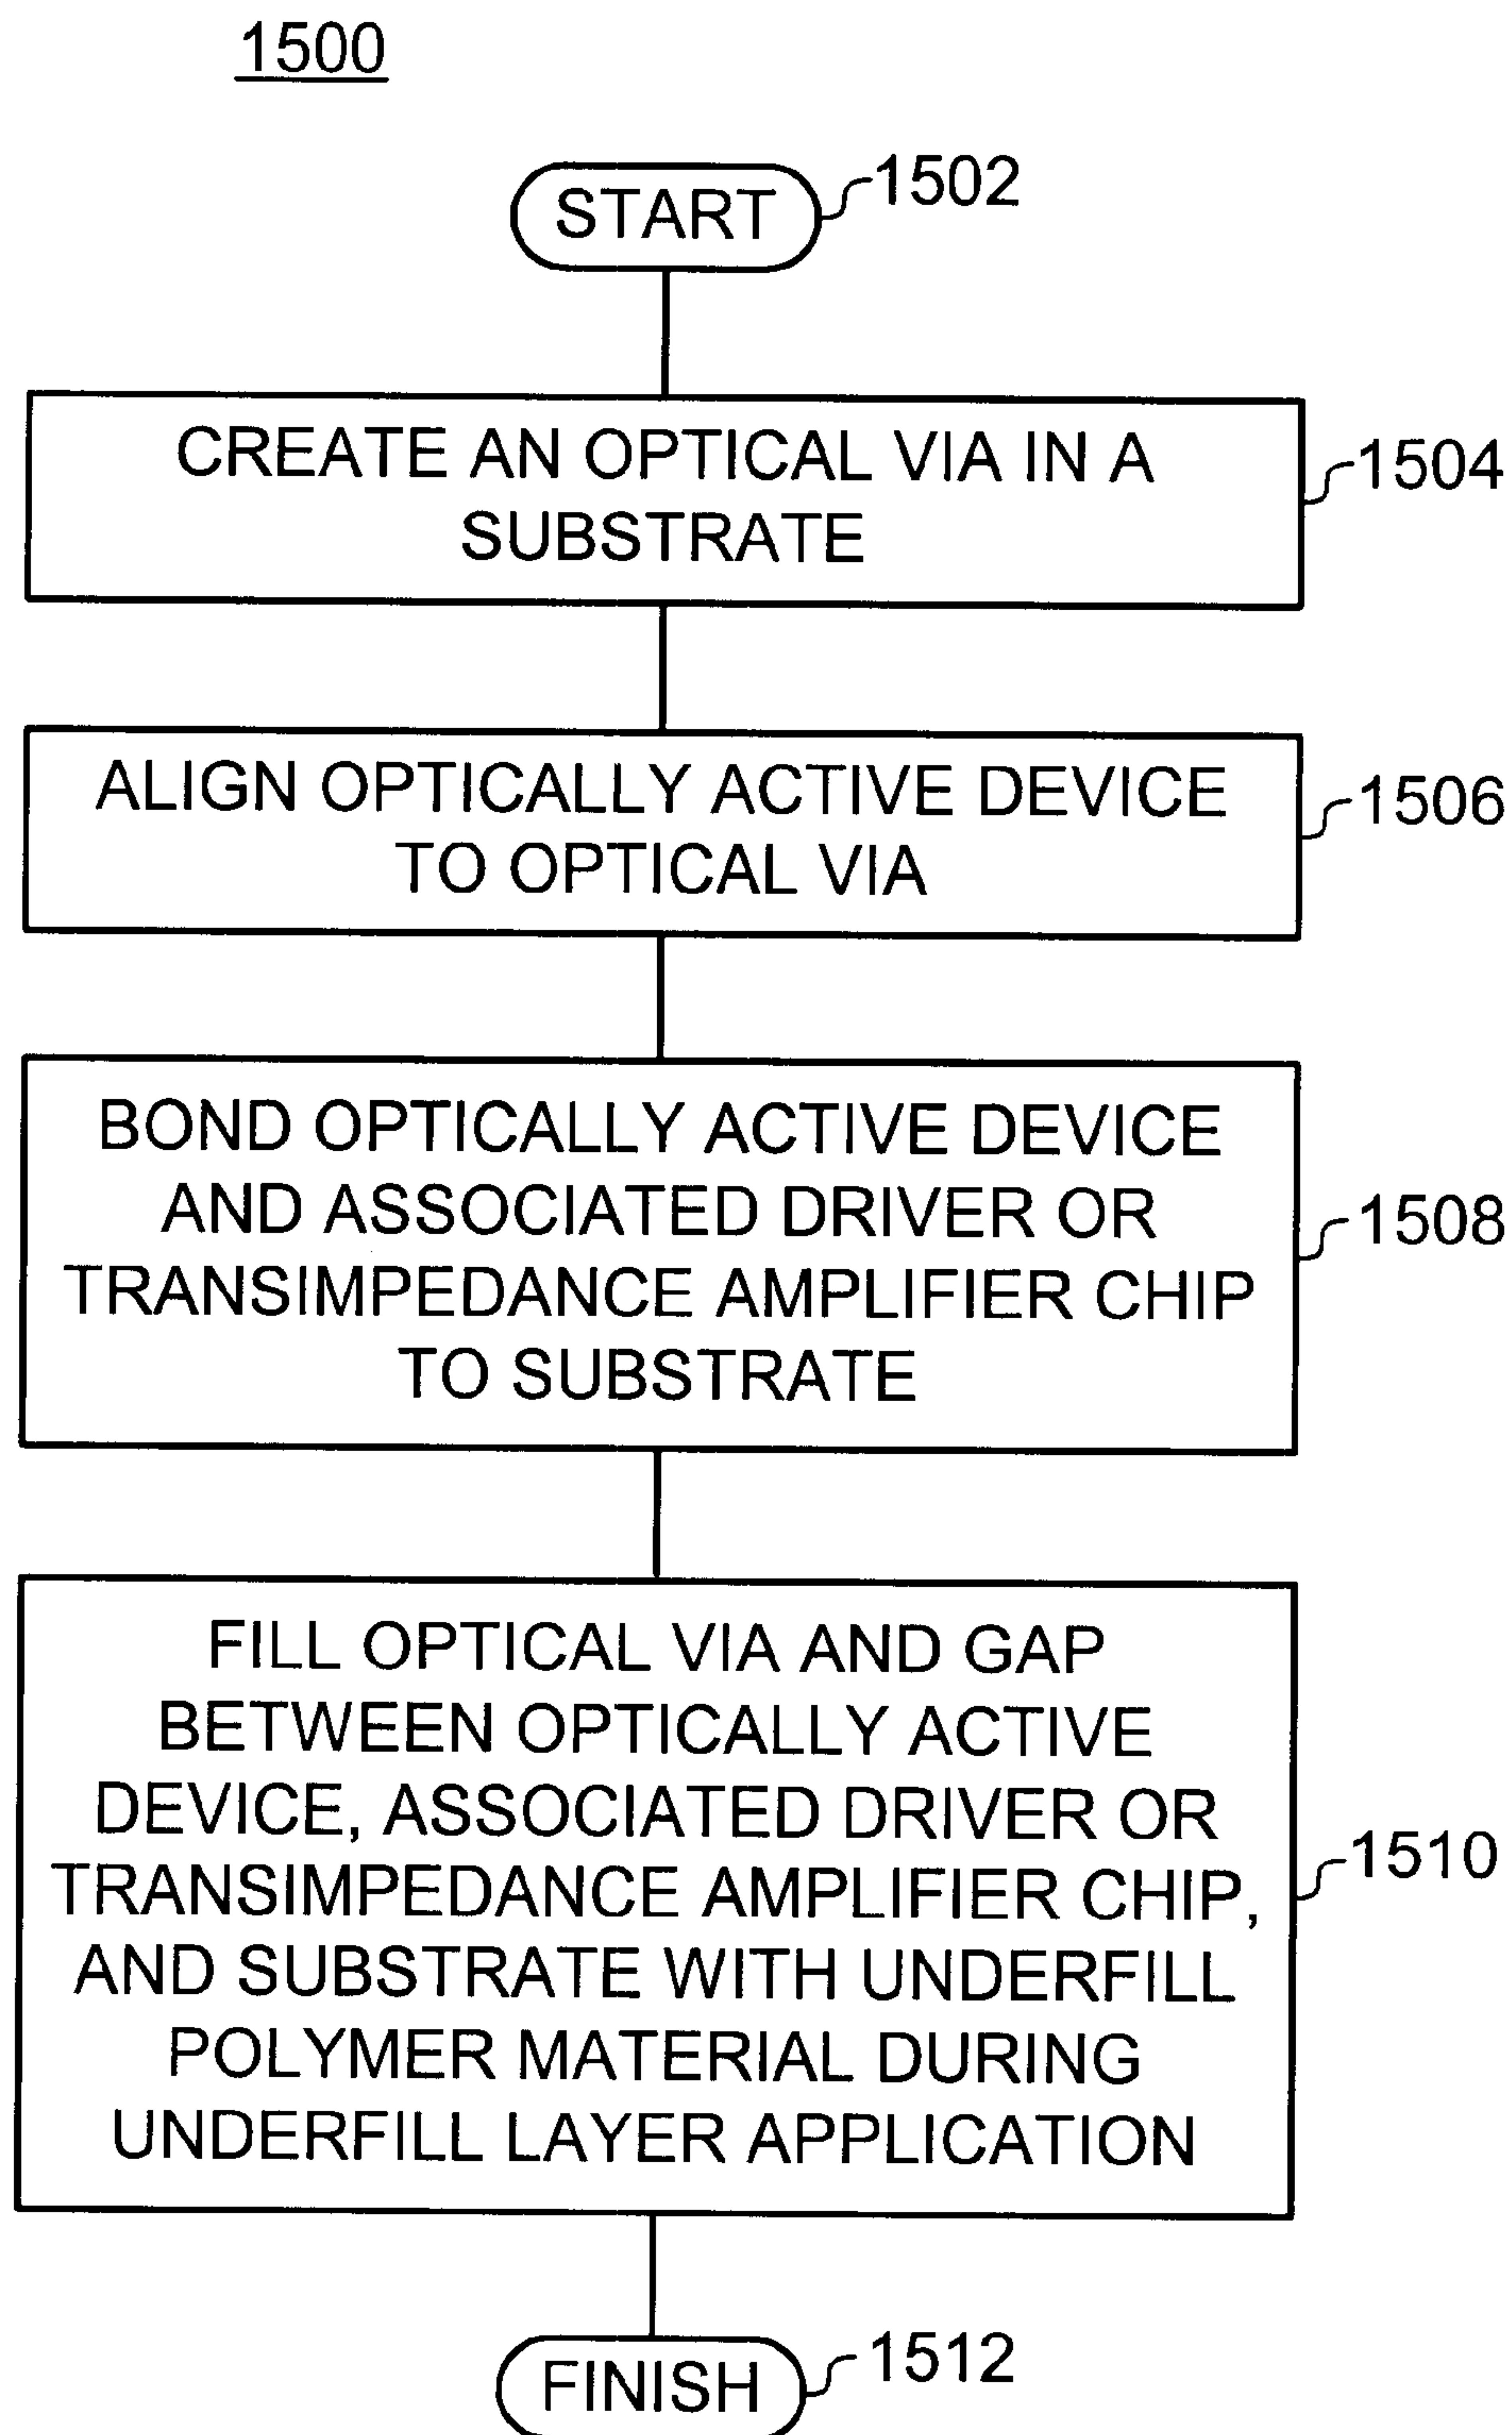 1500
START
1502
CREATE AN OPTICAL VIA IN A
SUBSTRATE
1504
ALIGN OPTICALLY ACTIVE DEVICE
TO OPTICAL VIA
1506
BOND OPTICALLY ACTIVE DEVICE
AND ASSOCIATED DRIVER OR
TRANSIMPEDANCE AMPLIFIER CHIP
TO SUBSTRATE
1508
FILL OPTICAL VIA AND GAP
BETWEEN OPTICALLY ACTIVE
DEVICE, ASSOCIATED DRIVER OR
TRANSIMPEDANCE AMPLIFIER CHIP,
AND SUBSTRATE WITH UNDERFILL
POLYMER MATERIAL DURING
UNDERFILL LAYER APPLICATION
1510
FINISH
1512